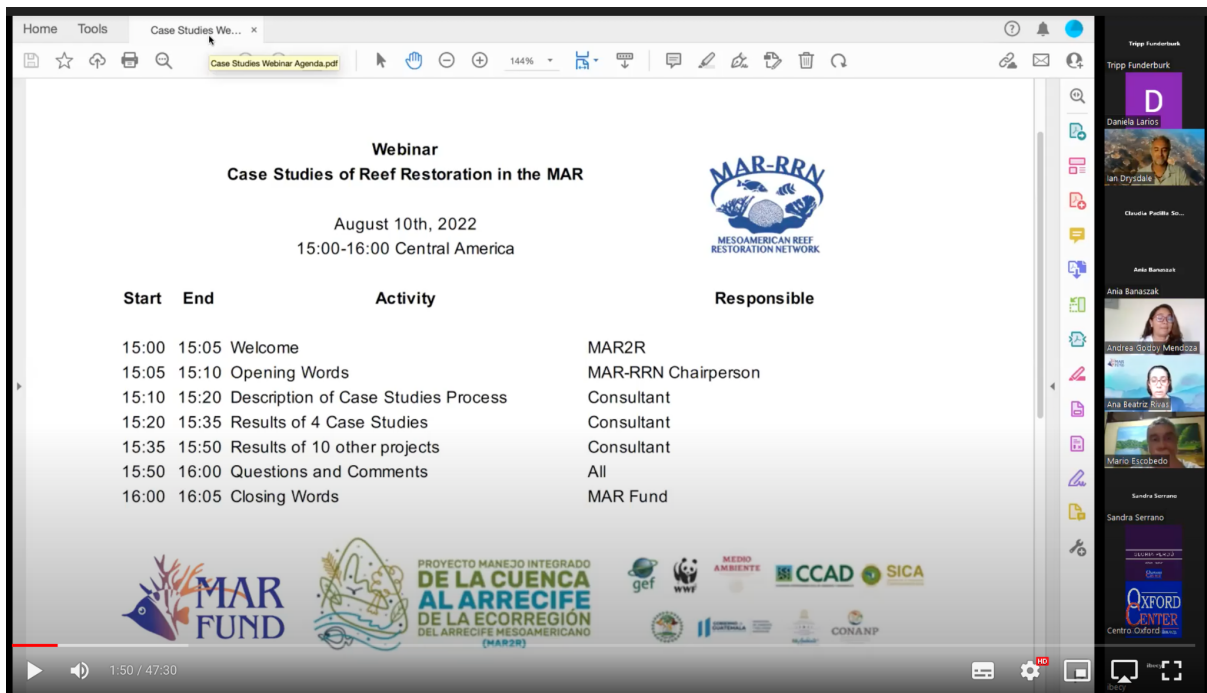 Home Tools Case Studies We... ×
Case Studies Webinar Agenda.pdf
144%
Webinar
Case Studies of Reef Restoration in the MAR
August 10th, 2022
15:00-16:00 Central America
MAR-RRN
MESOAMERICAN REEF
RESTORATION NETWORK
Start End Activity Responsible
15:00 15:05 Welcome MAR2R
15:05 15:10 Opening Words MAR-RRN Chairperson
15:10 15:20 Description of Case Studies Process Consultant
15:20 15:35 Results of 4 Case Studies Consultant
15:35 15:50 Results of 10 other projects Consultant
15:50 16:00 Questions and Comments All
16:00 16:05 Closing Words MAR Fund
MAR
FUND
PROYECTO MANEJO INTEGRADO
DE LA CUENCA
AL ARRECIFE
DE LA ECORREGIÓN
DEL ARRECIFE MESOAMERICANO
(MAR2R)
gef
WWF
MEDIO
AMBIENTE
CCAD
SICA
GUATEMALA
CONANP
Tripp Funderburk
Tripp Funderburk
D
Daniela Larios
Ian Drysdale
Claudia Padilla So...
Ania Banaszak
Ania Banaszak
Andrea Godoy Mendoza
MAR
FUND
Ana Beatriz Rivas
Mario Escobedo
Sandra Serrano
Sandra Serrano
OXFORD
CENTER
Centro Oxford
ibecy
1:50 / 47:30
HD